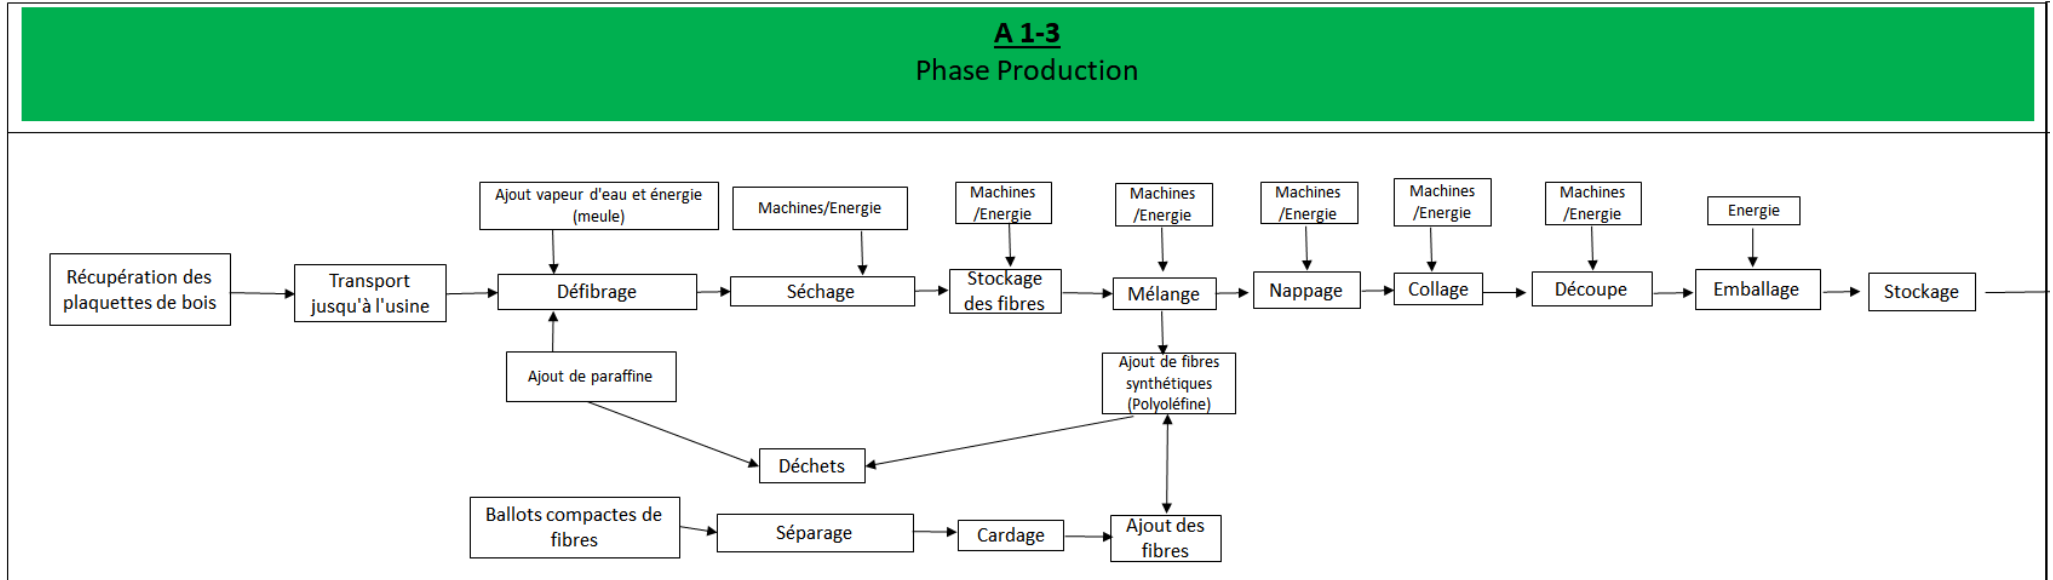 A 1-3
Phase Production
Ajout vapeur d'eau et énergie
(meule)
Machines/Energie
Machines
/Energie
Machines
/Energie
Machines
/Energie
Machines
/Energie
Machines
/Energie
Energie
Récupération des
plaquettes de bois
Transport
jusqu'à l'usine
Défibrage
Séchage
Stockage
des fibres
Mélange
Nappage
Collage
Découpe
Emballage
Stockage
Ajout de paraffine
Ajout de fibres
synthétiques
(Polyoléfine)
Déchets
Ballots compactes de
fibres
Séparage
Cardage
Ajout des
fibres